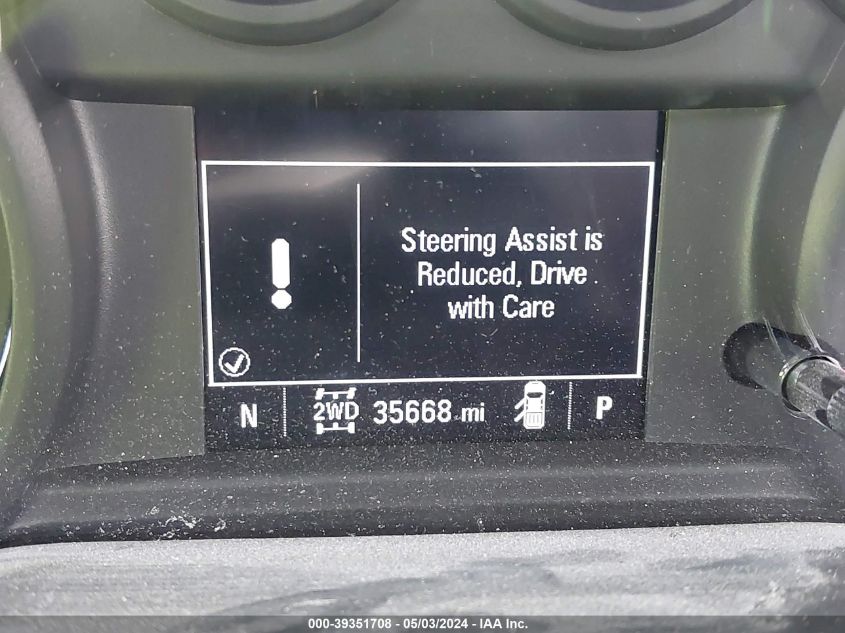 Steering Assist is
Reduced, Drive
with Care
N 2WD 35668 mi P
000-39351708 - 05/03/2024 - IAA Inc.